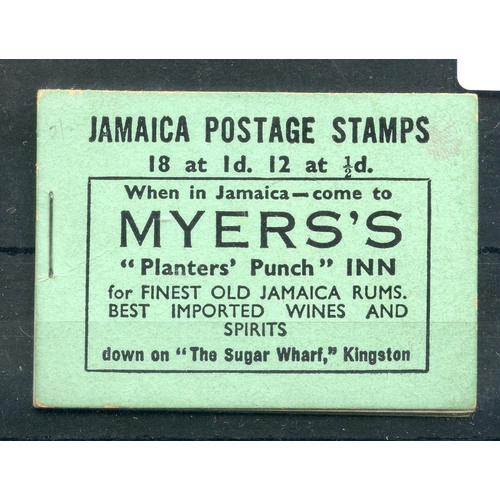 JAMAICA POSTAGE STAMPS
18 at 1d. 12 at ½d.
When in Jamaica—come to
MYERS'S
"Planters' Punch" INN
for FINEST OLD JAMAICA RUMS.
BEST IMPORTED WINES AND
SPIRITS
down on "The Sugar Wharf," Kingston